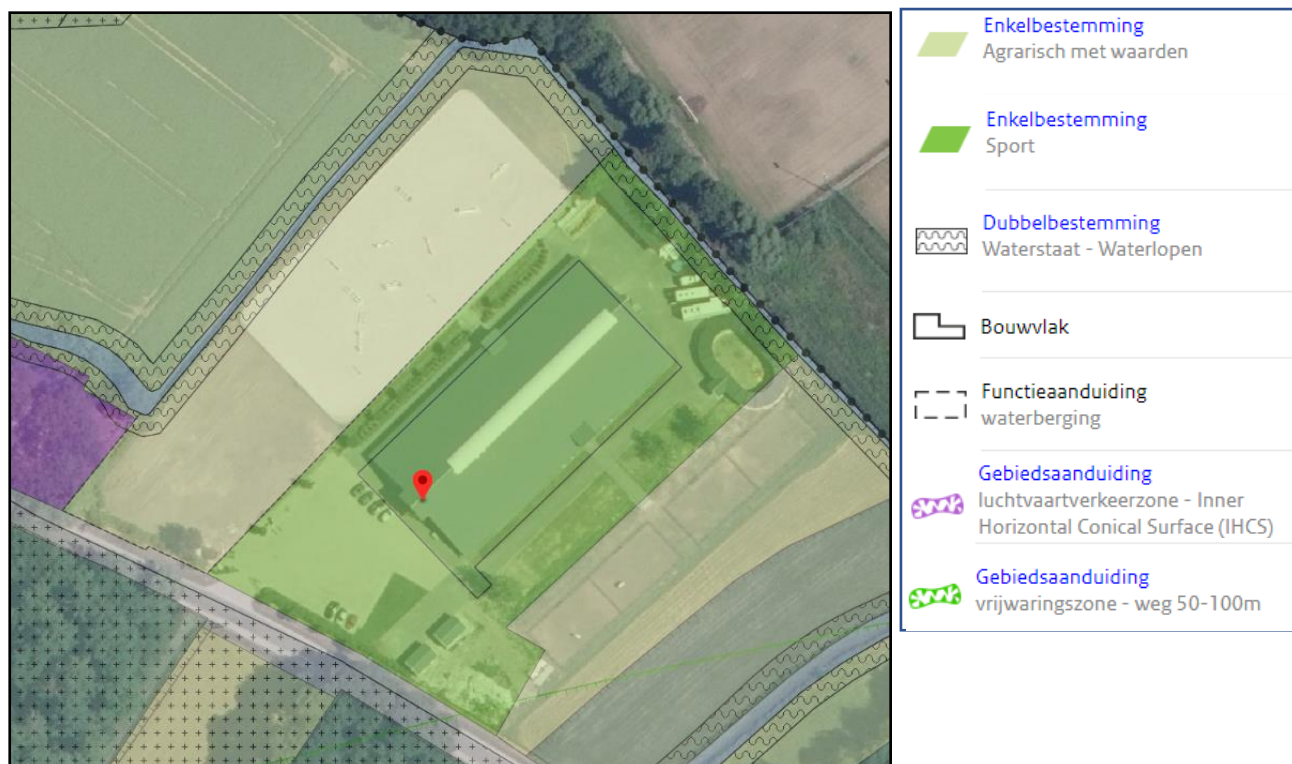 Enkelbestemming
Agrarisch met waarden
Enkelbestemming
Sport
Dubbelbestemming
Waterstaat - Waterlopen
Bouwvlak
Functieaanduiding
waterberging
Gebiedsaanduiding
luchtvaartverkeerzone - Inner
Horizontal Conical Surface (IHCS)
Gebiedsaanduiding
vrijwaringszone - weg 50-100m